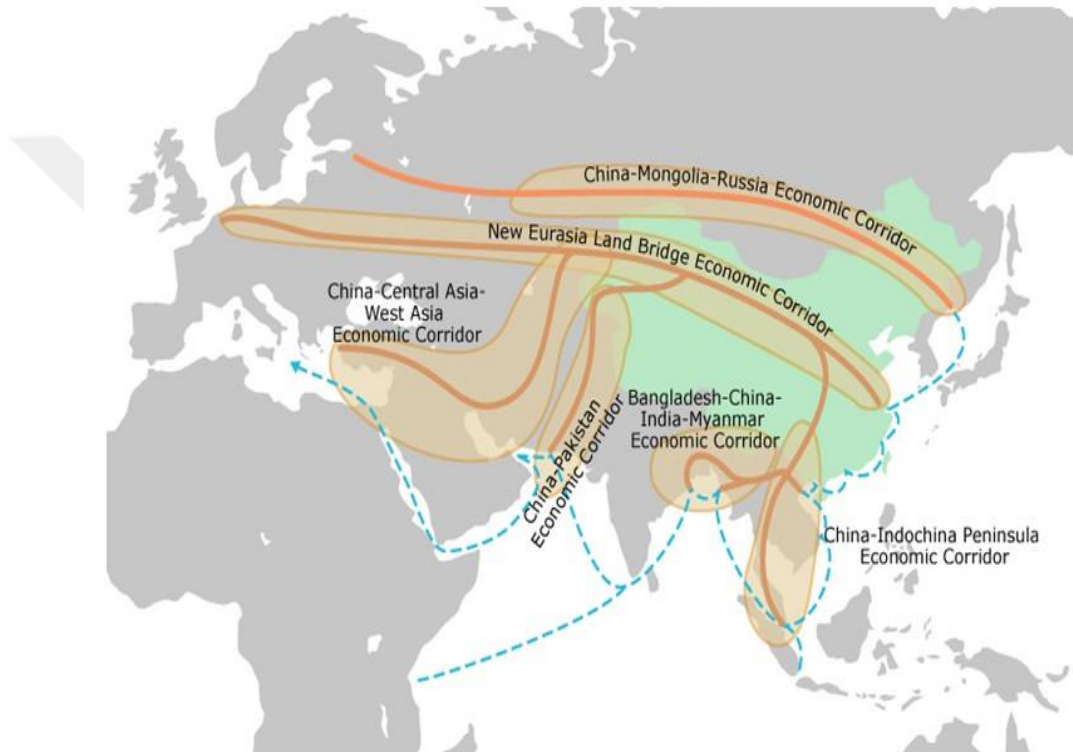 China-Mongolia-Russia Economic Corridor
New Eurasia Land Bridge Economic Corridor
China-Central Asia-
West Asia
Economic Corridor
China-Pakistan
Economic Corridor
Bangladesh-China-
India-Myanmar
Economic Corridor
China-Indochina Peninsula
Economic Corridor